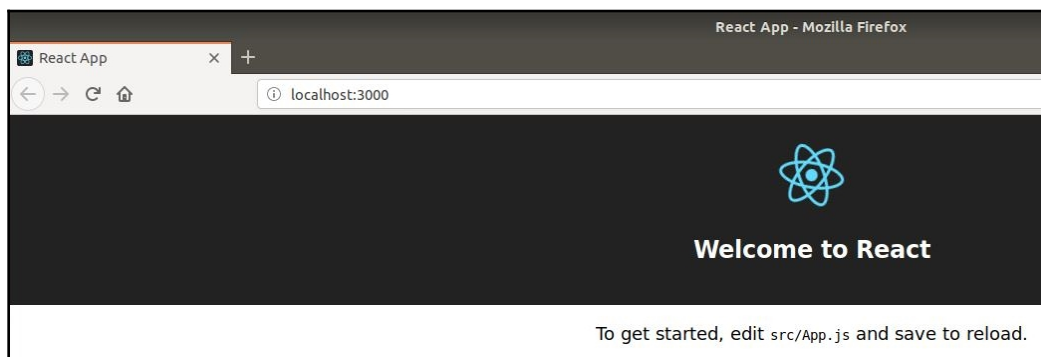 React App - Mozilla Firefox
React App
localhost:3000
Welcome to React
To get started, edit src/App.js and save to reload.